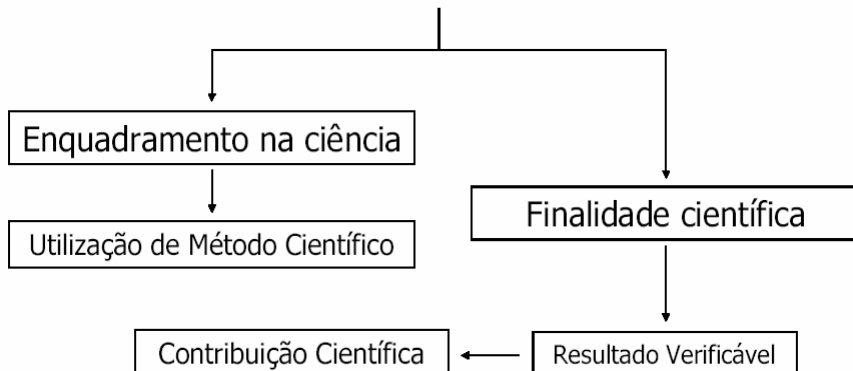 Enquadramento na ciência
Utilização de Método Científico
Finalidade científica
Contribuição Científica
Resultado Verificável